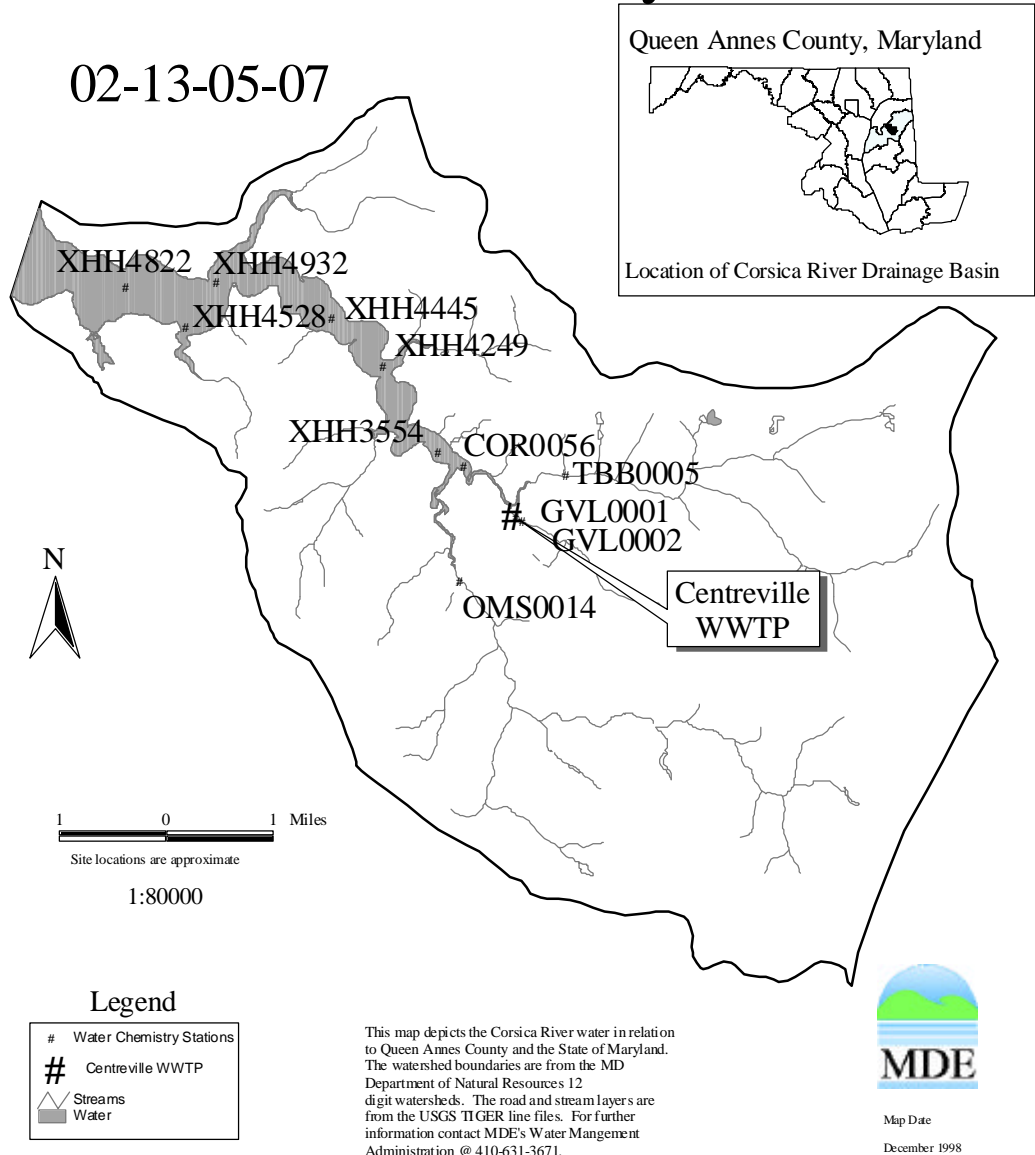 Queen Annes County, Maryland
Location of Corsica River Drainage Basin
02-13-05-07
XHH4822
XHH4932
XHH4528
XHH4445
XHH4249
XHH3554
COR0056
TBB0005
# GVL0001
GVL0002
OMS0014
Centreville
WWTP
N
1 0 1 Miles
Site locations are approximate
1:80000
Legend
# Water Chemistry Stations
# Centreville WWTP
Streams
Water
This map depicts the Corsica River water in relation
to Queen Annes County and the State of Maryland.
The watershed boundaries are from the MD
Department of Natural Resources 12
digit watersheds. The road and stream layers are
from the USGS TIGER line files. For further
information contact MDE's Water Mangement
Administration @ 410-631-3671.
MDE
Map Date
December 1998